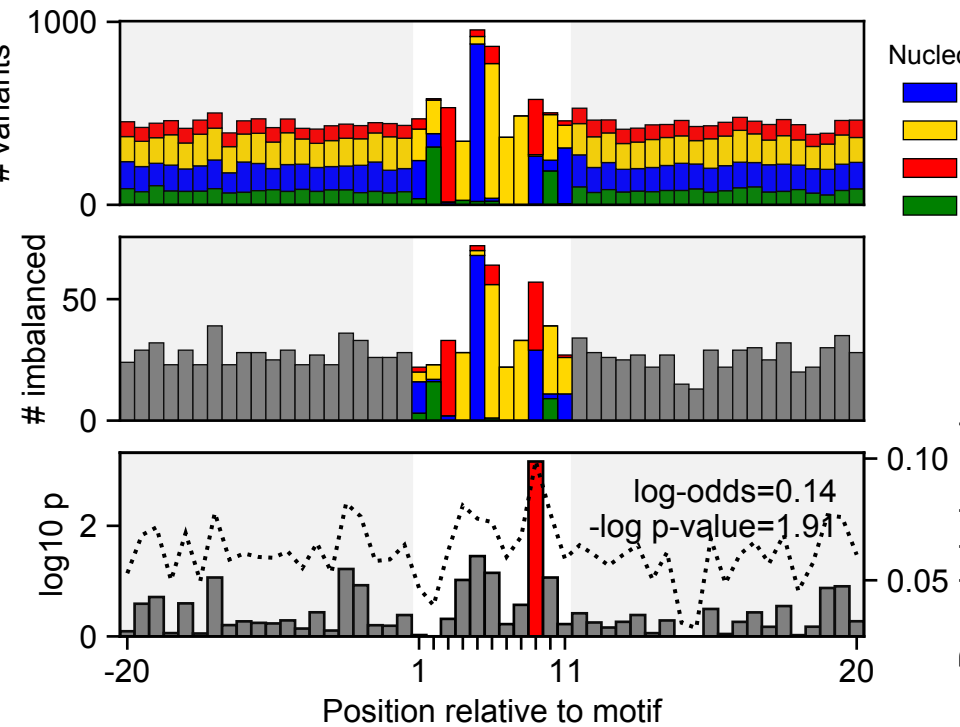 1000
0
# variants
Nucleo
50
0
# imbalanced
0.10
log-odds=0.14
-log p-value=1.91
2
log10 p
0.05
0
-20
1
11
20
Position relative to motif